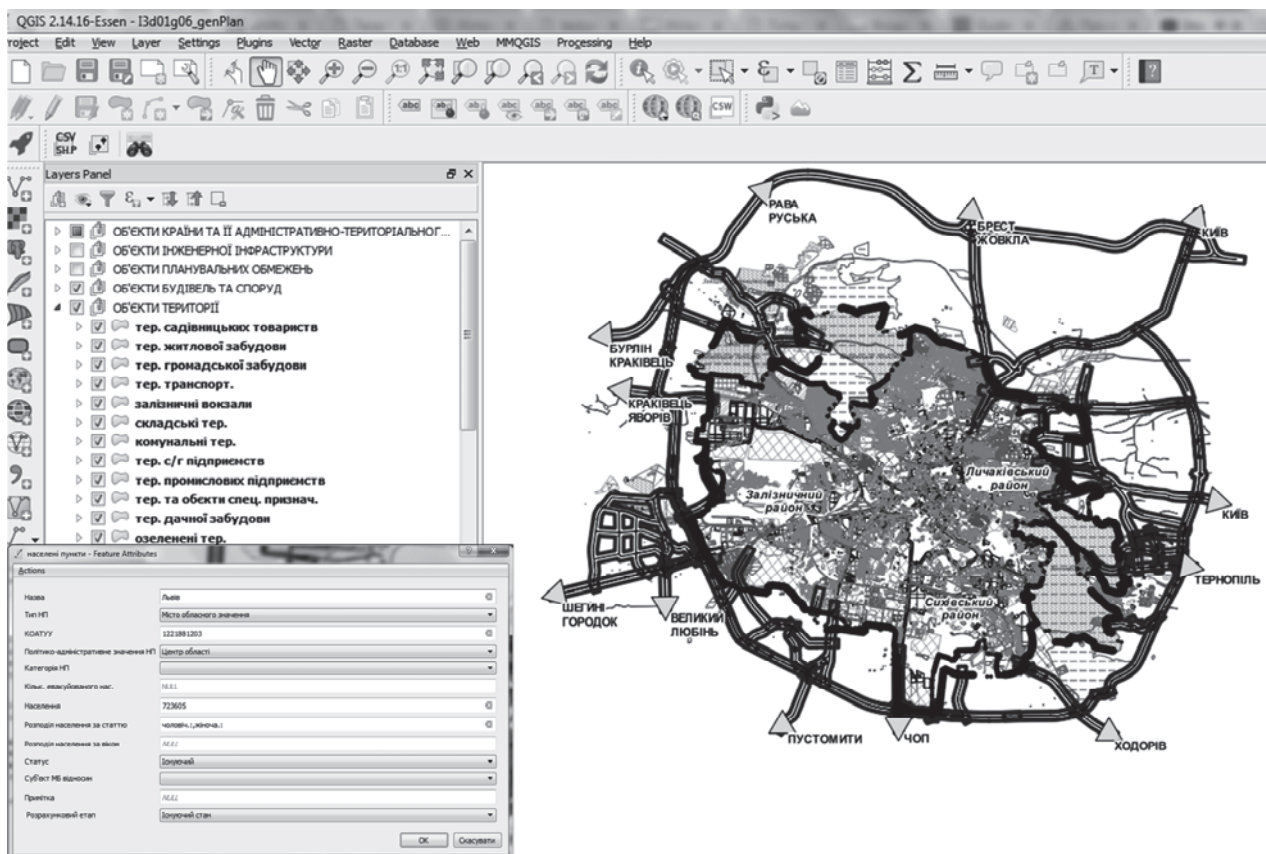 QGIS 2.14.16-Essen - I3d01g06_genPlan
roject Edit View Layer Settings Plugins Vector Raster Database Web MMQGIS Processing Help
CSW
CSV
SHP
Layers Panel
ОБ'ЄКТИ КРАЇНИ ТА ЇЇ АДМІНІСТРАТИВНО-ТЕРИТОРІАЛЬНОГ...
ОБ'ЄКТИ ІНЖЕНЕРНОЇ ІНФРАСТРУКТУРИ
ОБ'ЄКТИ ПЛАНУВАЛЬНИХ ОБМЕЖЕНЬ
ОБ'ЄКТИ БУДІВЕЛЬ ТА СПОРУД
ОБ'ЄКТИ ТЕРИТОРІЇ
тер. садівницьких товариств
тер. житлової забудови
тер. громадської забудови
тер. транспорт.
залізничні вокзали
складські тер.
комунальні тер.
тер. с/г підприємств
тер. промислових підприємств
тер. та обєкти спец. признач.
тер. дачної забудови
озеленені тер.
населені пункти - Feature Attributes
Actions
Назва Львів
Тип НП Місто обласного значення
КОАТУУ 1221881203
Політико-адміністративне значення НП Центр області
Категорія НП
Кільк. евакуйованого нас. NULL
Населення 723605
Розподіл населення за статтю чоловіч.:,жіноча.:
Розподіл населення за віком NULL
Статус Існуючий
Суб'єкт МБ відносин
Примітка NULL
Розрахунковий етап Існуючий стан
OK Скасувати
РАВА
РУСЬКА
БРЕСТ
ЖОВКЛА
КИЇВ
БУРЛІН
КРАКІВЕЦЬ
КРАКІВЕЦЬ
ЯВОРІВ
Залізничний
район
Личаківський
район
КИЇВ
ТЕРНОПІЛЬ
ШЕГИНІ
ГОРОДОК
ВЕЛИКИЙ
ЛЮБІНЬ
Сихівський
район
ПУСТОМИТИ
ЧОП
ХОДОРІВ